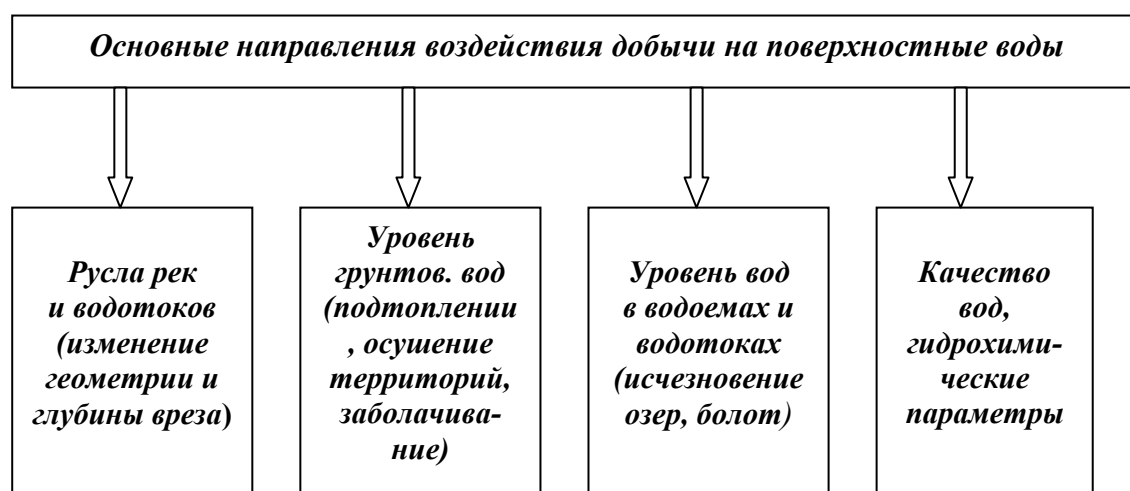 Основные направления воздействия добычи на поверхностные воды
Русла рек
и водотоков
(изменение
геометрии и
глубины вреза)
Уровень
грунтов. вод
(подтоплении
, осушение
территорий,
заболачива-
ние)
Уровень вод
в водоемах и
водотоках
(исчезновение
озер, болот)
Качество
вод,
гидрохими-
ческие
параметры